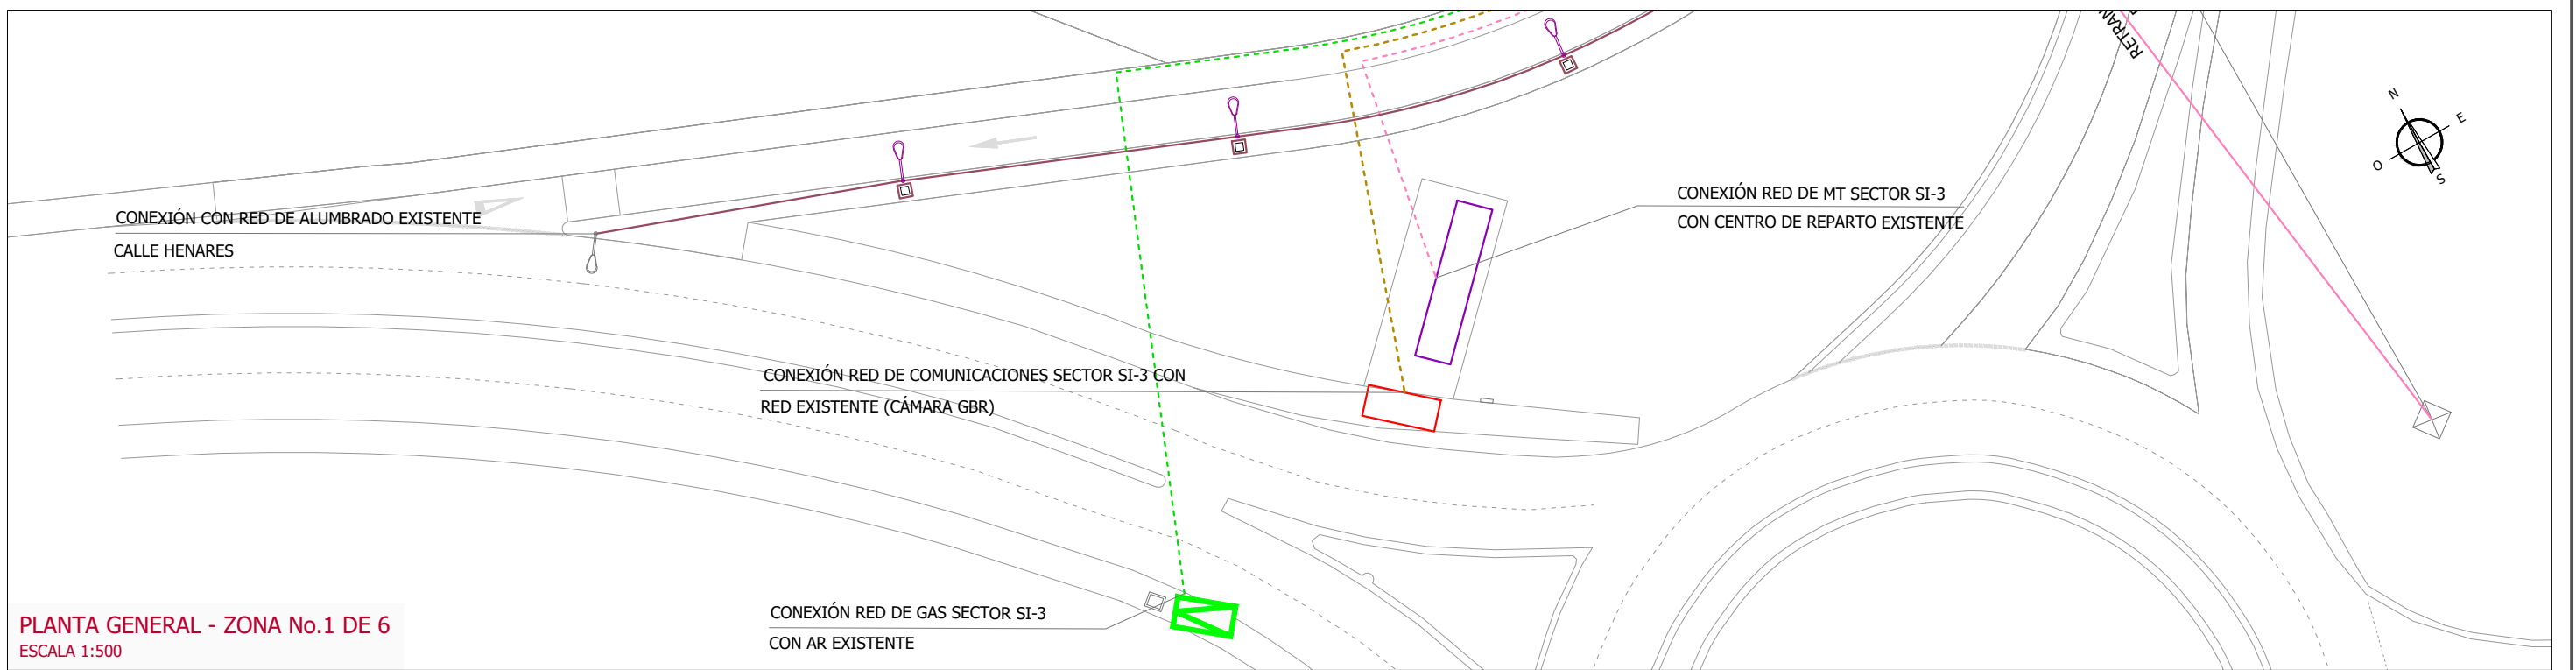 RETRAN
N
E
O
S
CONEXIÓN RED DE MT SECTOR SI-3
CON CENTRO DE REPARTO EXISTENTE
CONEXIÓN CON RED DE ALUMBRADO EXISTENTE
CALLE HENARES
CONEXIÓN RED DE COMUNICACIONES SECTOR SI-3 CON
RED EXISTENTE (CÁMARA GBR)
CONEXIÓN RED DE GAS SECTOR SI-3
CON AR EXISTENTE
PLANTA GENERAL - ZONA No.1 DE 6
ESCALA 1:500